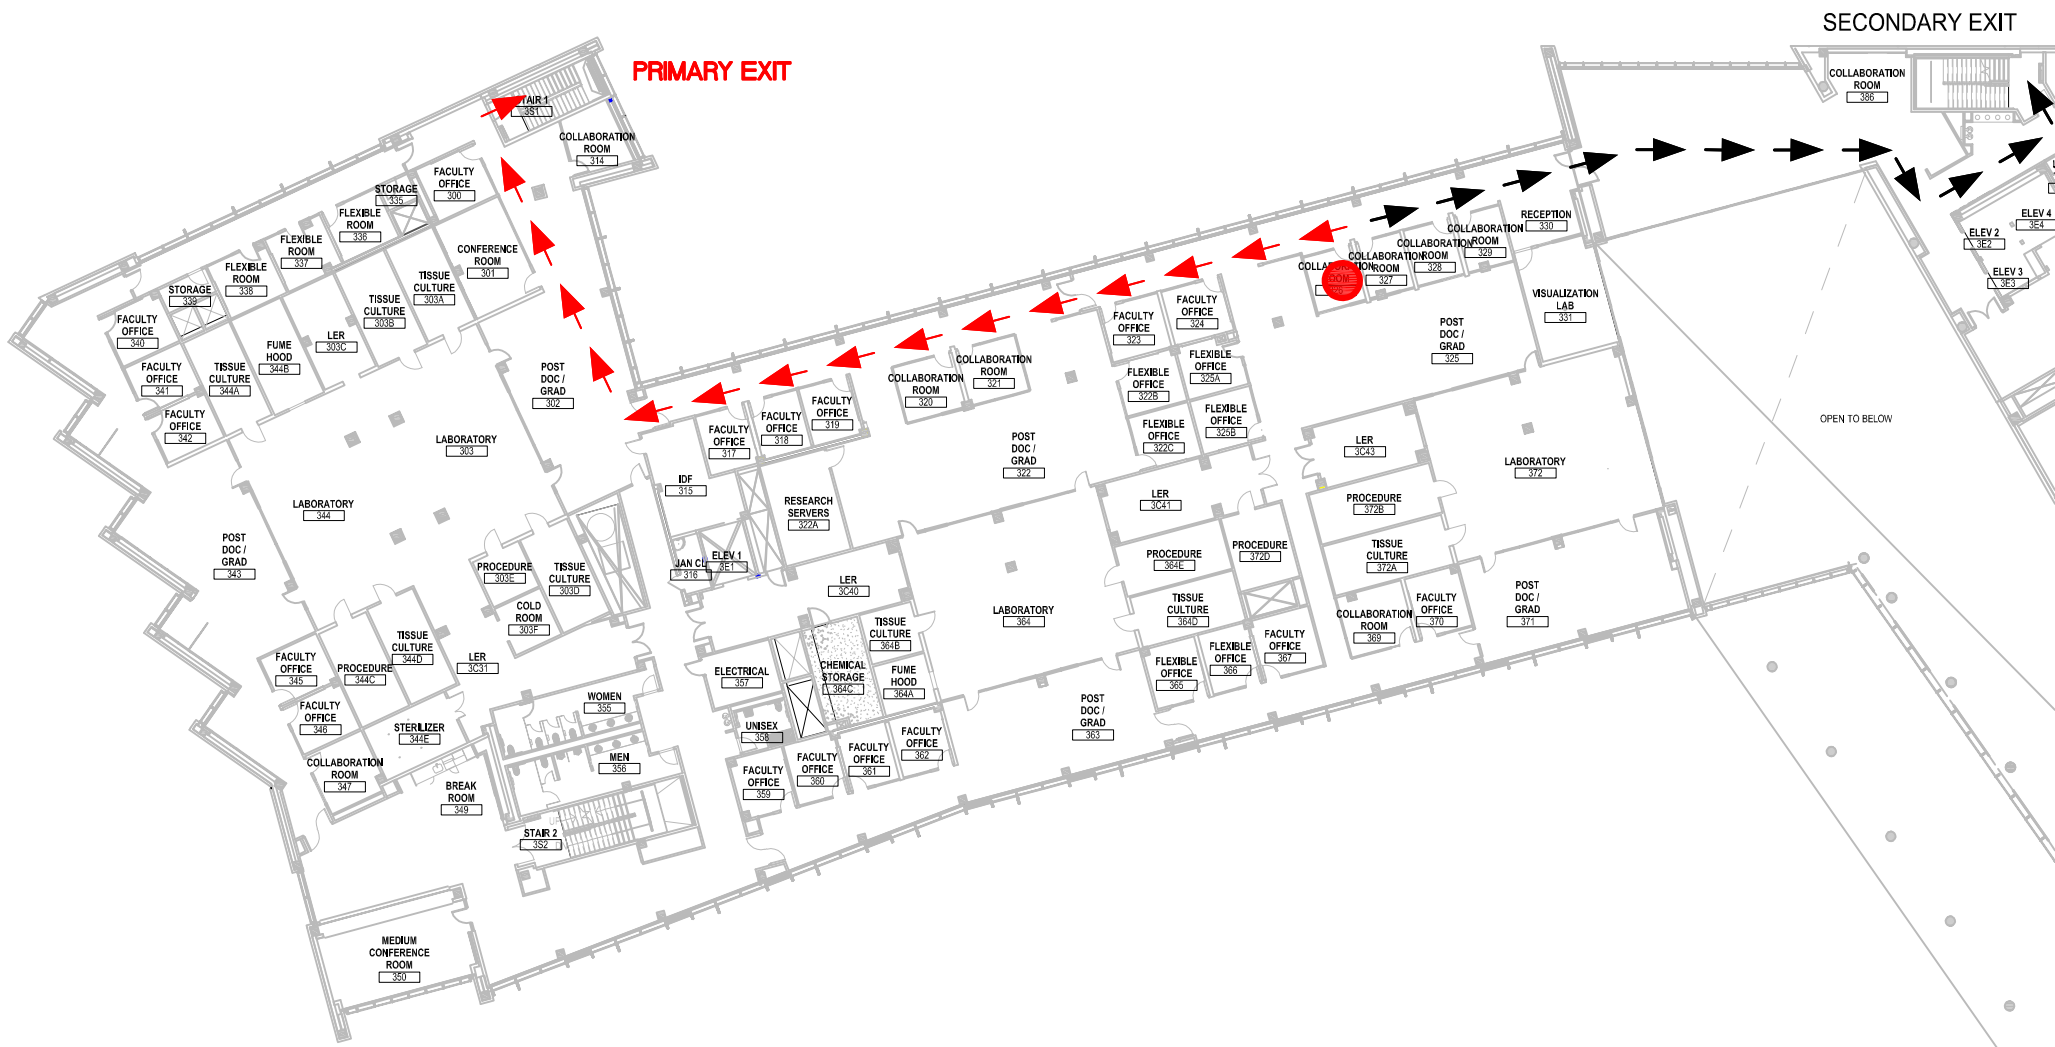 SECONDARY EXIT
PRIMARY EXIT
COLLABORATION
ROOM
386
STAIR 1
3S1
COLLABORATION
ROOM
314
FACULTY
OFFICE
300
STORAGE
335
FLEXIBLE
ROOM
336
FLEXIBLE
ROOM
337
FLEXIBLE
ROOM
338
STORAGE
339
FACULTY
OFFICE
340
FACULTY
OFFICE
341
FACULTY
OFFICE
342
CONFERENCE
ROOM
301
TISSUE
CULTURE
303A
TISSUE
CULTURE
303B
LER
303C
FUME
HOOD
344B
TISSUE
CULTURE
344A
POST
DOC /
GRAD
302
LABORATORY
303
LABORATORY
344
POST
DOC /
GRAD
343
PROCEDURE
303E
TISSUE
CULTURE
303D
COLD
ROOM
303F
TISSUE
CULTURE
344D
LER
3C31
PROCEDURE
344C
FACULTY
OFFICE
345
FACULTY
OFFICE
346
STERILIZER
344E
COLLABORATION
ROOM
347
BREAK
ROOM
349
WOMEN
355
MEN
356
UP
STAIR 2
3S2
MEDIUM
CONFERENCE
ROOM
350
IDF
315
JAN CL
316
ELEV 1
3E1
FACULTY
OFFICE
317
FACULTY
OFFICE
318
FACULTY
OFFICE
319
RESEARCH
SERVERS
322A
COLLABORATION
ROOM
320
COLLABORATION
ROOM
321
POST
DOC /
GRAD
322
FACULTY
OFFICE
323
FACULTY
OFFICE
324
FLEXIBLE
OFFICE
322B
FLEXIBLE
OFFICE
325A
FLEXIBLE
OFFICE
322C
FLEXIBLE
OFFICE
325B
LER
3C40
LER
3C41
LER
3C43
ELECTRICAL
357
UNISEX
358
CHEMICAL
STORAGE
364C
TISSUE
CULTURE
364B
FUME
HOOD
364A
FACULTY
OFFICE
359
FACULTY
OFFICE
360
FACULTY
OFFICE
361
FACULTY
OFFICE
362
LABORATORY
364
POST
DOC /
GRAD
363
PROCEDURE
364E
TISSUE
CULTURE
364D
PROCEDURE
372D
FLEXIBLE
OFFICE
365
FLEXIBLE
OFFICE
366
FACULTY
OFFICE
367
COLLABORATION
ROOM
COLLABORATION
ROOM
327
COLLABORATION
ROOM
328
COLLABORATION
ROOM
329
RECEPTION
330
VISUALIZATION
LAB
331
POST
DOC /
GRAD
325
LABORATORY
372
PROCEDURE
372B
TISSUE
CULTURE
372A
COLLABORATION
ROOM
369
FACULTY
OFFICE
370
POST
DOC /
GRAD
371
OPEN TO BELOW
ELEV 2
3E2
ELEV 3
3E3
ELEV 4
3E4